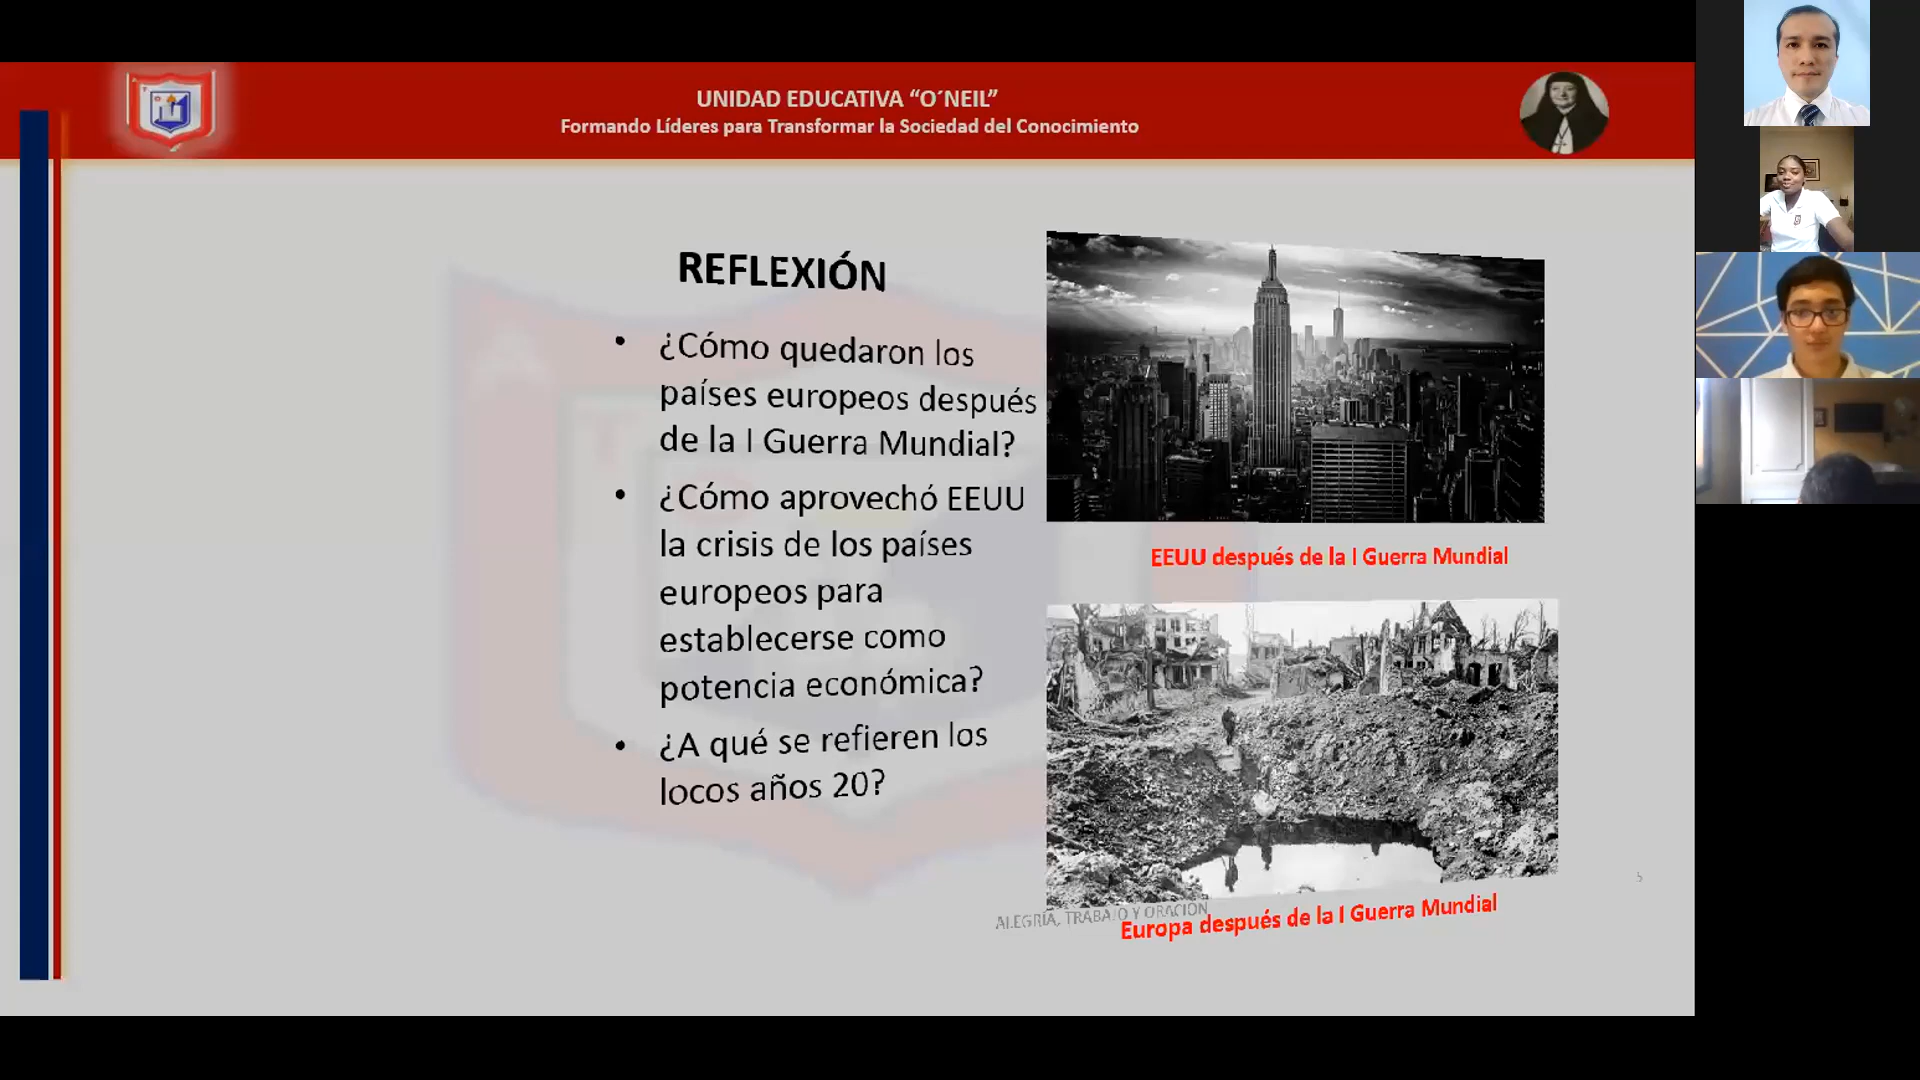 UNIDAD EDUCATIVA “O´NEIL”
Formando Líderes para Transformar la Sociedad del Conocimiento
REFLEXIÓN
• ¿Cómo quedaron los
países europeos después
de la I Guerra Mundial?
• ¿Cómo aprovechó EEUU
la crisis de los países
europeos para
establecerse como
potencia económica?
• ¿A qué se refieren los
locos años 20?
EEUU después de la I Guerra Mundial
Europa después de la I Guerra Mundial
ALEGRÍA, TRABAJO Y ORACIÓN
5